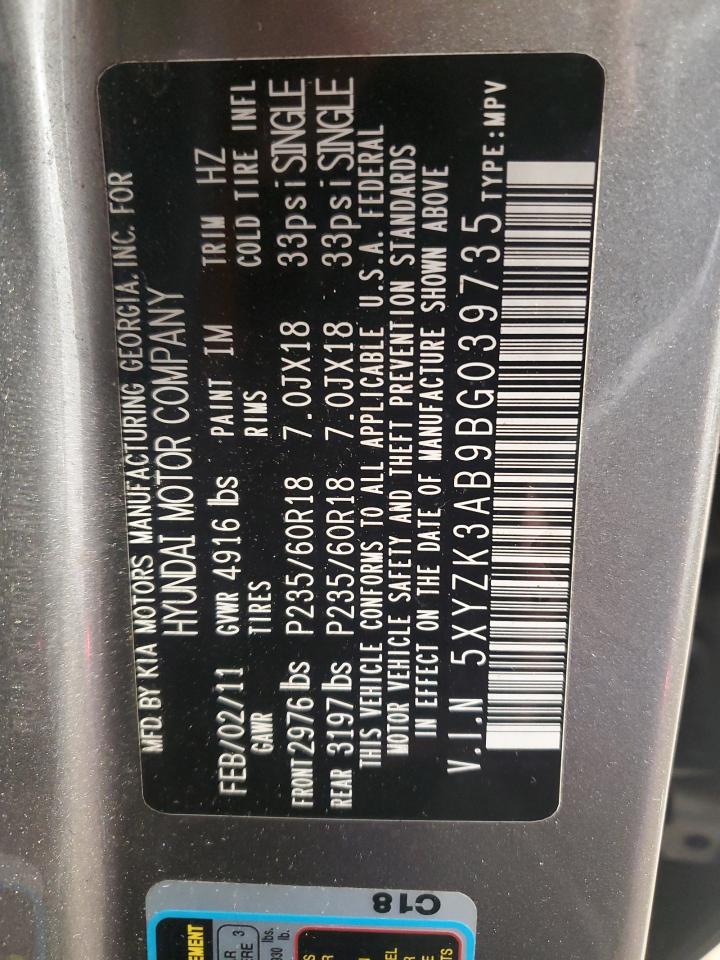 MFD. BY KIA MOTORS MANUFACTURING GEORGIA, INC. FOR
HYUNDAI MOTOR COMPANY
FEB/02/11 GVWR 4916 lbs PAINT IM TRIM HZ
GAWR TIRES RIMS COLD TIRE INFL
FRONT 2976 lbs P235/60R18 7.0JX18 33psi SINGLE
REAR 3197 lbs P235/60R18 7.0JX18 33psi SINGLE
THIS VEHICLE CONFORMS TO ALL APPLICABLE U.S.A. FEDERAL
MOTOR VEHICLE SAFETY AND THEFT PREVENTION STANDARDS
IN EFFECT ON THE DATE OF MANUFACTURE SHOWN ABOVE
V.I.N 5XYZK3AB9BG039735 TYPE:MPV
C18